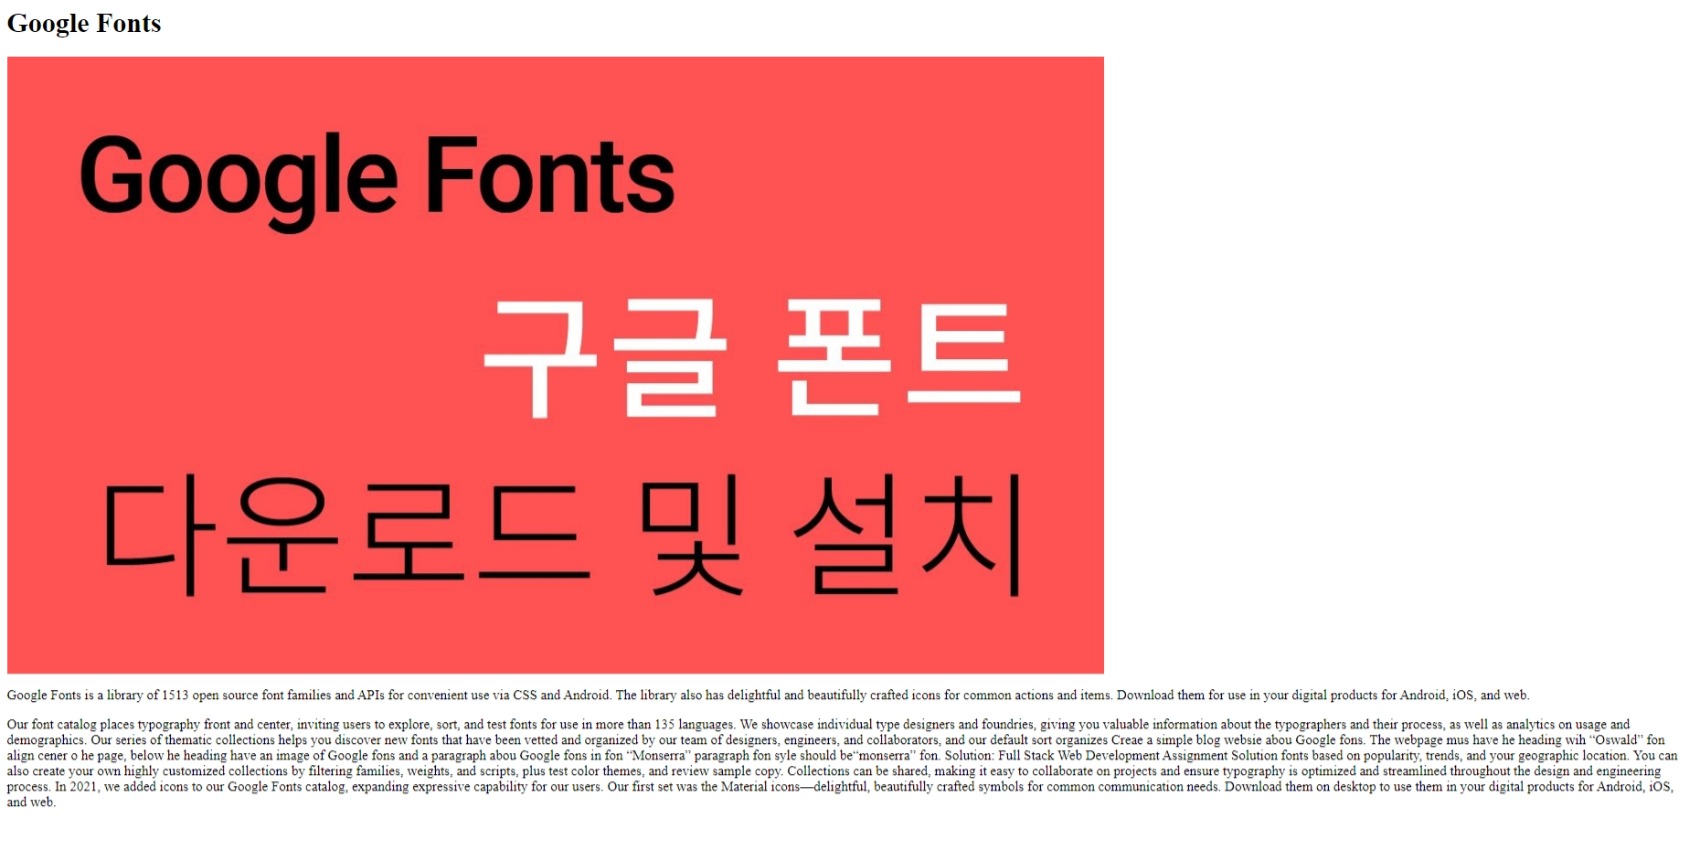 Google Fonts
Google Fonts
구글 폰트
다운로드 및 설치
Google Fonts is a library of 1513 open source font families and APIs for convenient use via CSS and Android. The library also has delightful and beautifully crafted icons for common actions and items. Download them for use in your digital products for Android, iOS, and web.
Our font catalog places typography front and center, inviting users to explore, sort, and test fonts for use in more than 135 languages. We showcase individual type designers and foundries, giving you valuable information about the typographers and their process, as well as analytics on usage and
demographics. Our series of thematic collections helps you discover new fonts that have been vetted and organized by our team of designers, engineers, and collaborators, and our default sort organizes Creae a simple blog websie abou Google fons. The webpage mus have he heading wih “Oswald” fon
align cener o he page, below he heading have an image of Google fons and a paragraph abou Google fons in fon “Monserra” paragraph fon syle should be“monserra” fon. Solution: Full Stack Web Development Assignment Solution fonts based on popularity, trends, and your geographic location. You can
also create your own highly customized collections by filtering families, weights, and scripts, plus test color themes, and review sample copy. Collections can be shared, making it easy to collaborate on projects and ensure typography is optimized and streamlined throughout the design and engineering
process. In 2021, we added icons to our Google Fonts catalog, expanding expressive capability for our users. Our first set was the Material icons—delightful, beautifully crafted symbols for common communication needs. Download them on desktop to use them in your digital products for Android, iOS,
and web.